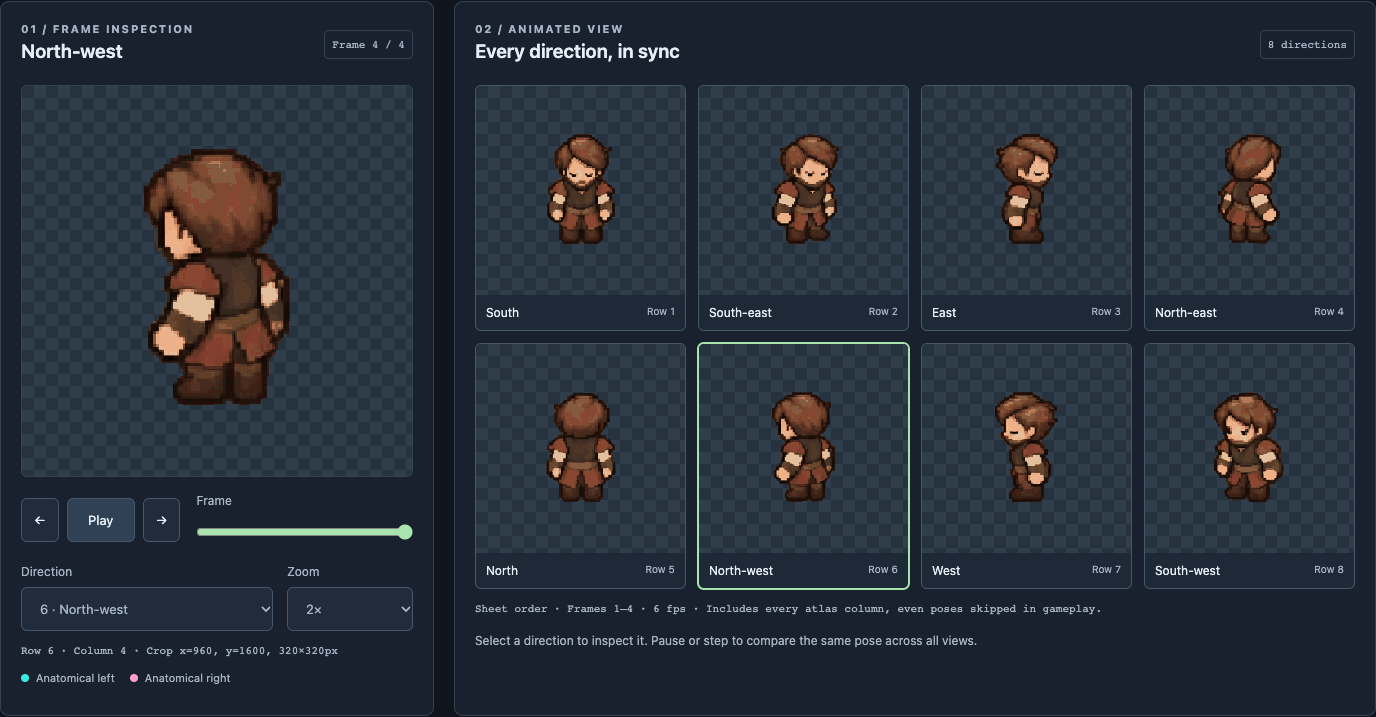 01 / FRAME INSPECTION
North-west
Frame 4 / 4
←
Play
→
Frame
Direction
Zoom
6 · North-west
2×
Row 6 · Column 4 · Crop x=960, y=1600, 320×320px
Anatomical left
Anatomical right
02 / ANIMATED VIEW
Every direction, in sync
8 directions
South
Row 1
South-east
Row 2
East
Row 3
North-east
Row 4
North
Row 5
North-west
Row 6
West
Row 7
South-west
Row 8
Sheet order · Frames 1–4 · 6 fps · Includes every atlas column, even poses skipped in gameplay.
Select a direction to inspect it. Pause or step to compare the same pose across all views.